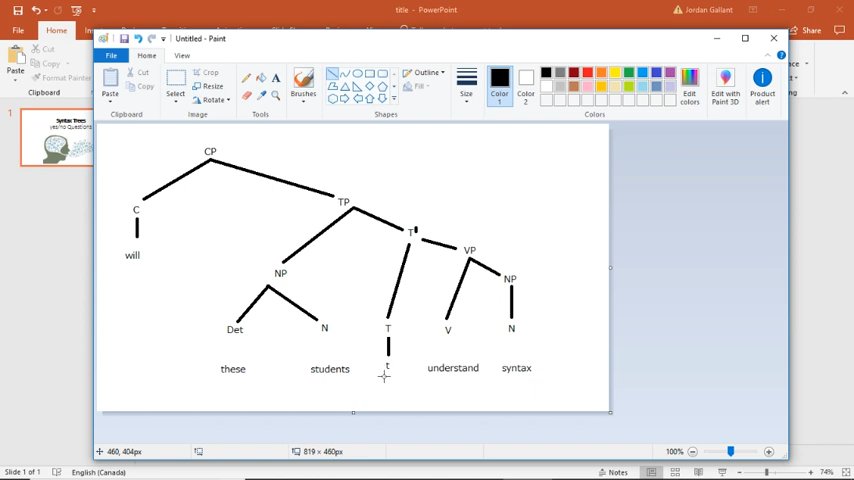 title - PowerPoint
Jordan Gallant
File
Home
Share
Paste
Cut
Copy
Format Painter
Clipboard
1
Syntax Trees
yes/no Questions
Untitled - Paint
File
Home
View
Paste
Cut
Copy
Clipboard
Select
Crop
Resize
Rotate
Image
A
Tools
Brushes
Outline
Fill
Shapes
Size
Color
1
Color
2
Edit
colors
Colors
Edit with
Paint 3D
Product
alert
CP
C
will
TP
T'
VP
NP
NP
Det
N
T
V
N
t
these
students
understand
syntax
460, 404px
819 × 460px
100%
Slide 1 of 1
English (Canada)
Notes
74%